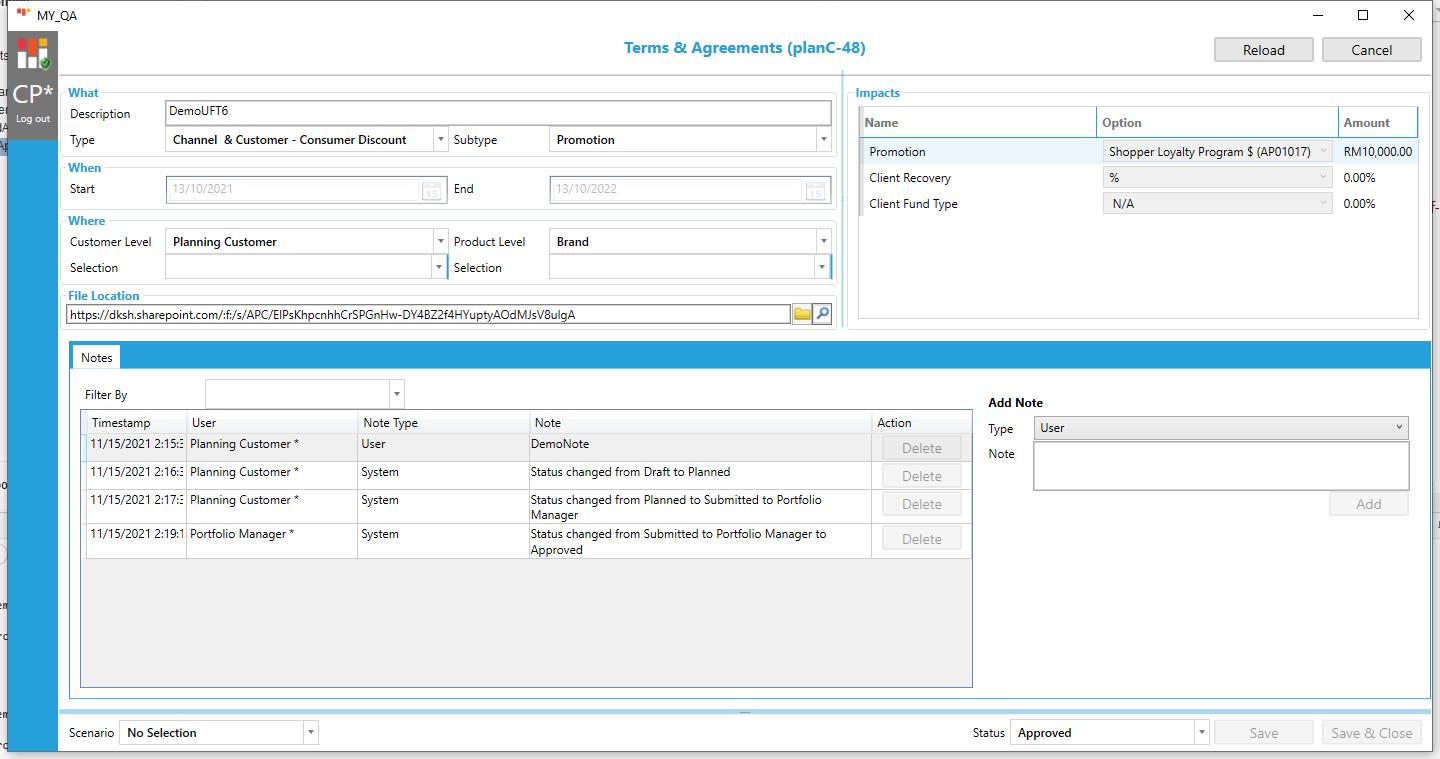 MY_QA
CP*
Log out
Terms & Agreements (planC-48)
Reload
Cancel
What
Description DemoUFT6
Type Channel & Customer - Consumer Discount Subtype Promotion
When
Start 13/10/2021 15 End 13/10/2022 15
Where
Customer Level Planning Customer Product Level Brand
Selection Selection
File Location
https://dksh.sharepoint.com/:f:/s/APC/EIPsKhpcnhhCrSPGnHw-DY4BZ2f4HYuptyAOdMJsV8uIgA
Impacts
Name Option Amount
Promotion Shopper Loyalty Program $ (AP01017) RM10,000.00
Client Recovery % 0.00%
Client Fund Type N/A 0.00%
Notes
Filter By
Timestamp User Note Type Note Action
11/15/2021 2:15:3 Planning Customer * User DemoNote Delete
11/15/2021 2:16:3 Planning Customer * System Status changed from Draft to Planned Delete
11/15/2021 2:17:3 Planning Customer * System Status changed from Planned to Submitted to Portfolio
Manager Delete
11/15/2021 2:19:1 Portfolio Manager * System Status changed from Submitted to Portfolio Manager to
Approved Delete
Add Note
Type User
Note
Add
Scenario No Selection
Status Approved Save Save & Close